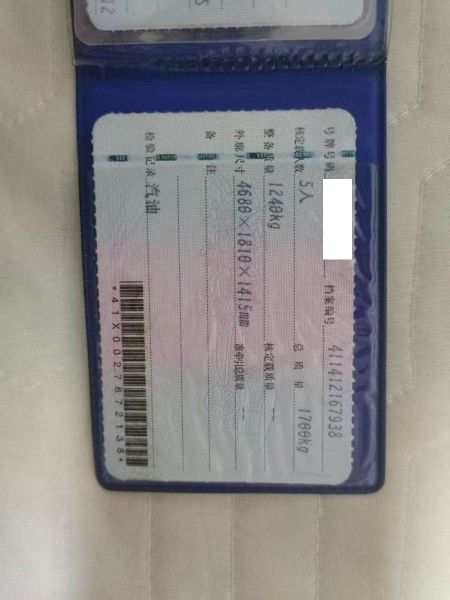 12
号牌号码 档案编号 411412167938
核定载人数 5人 总质量 1700kg
整备质量 1240kg 核定载质量 --
外廓尺寸 4680×1810×1415mm 准牵引总质量 --
备注
检验记录 汽油
*41X0027872138*